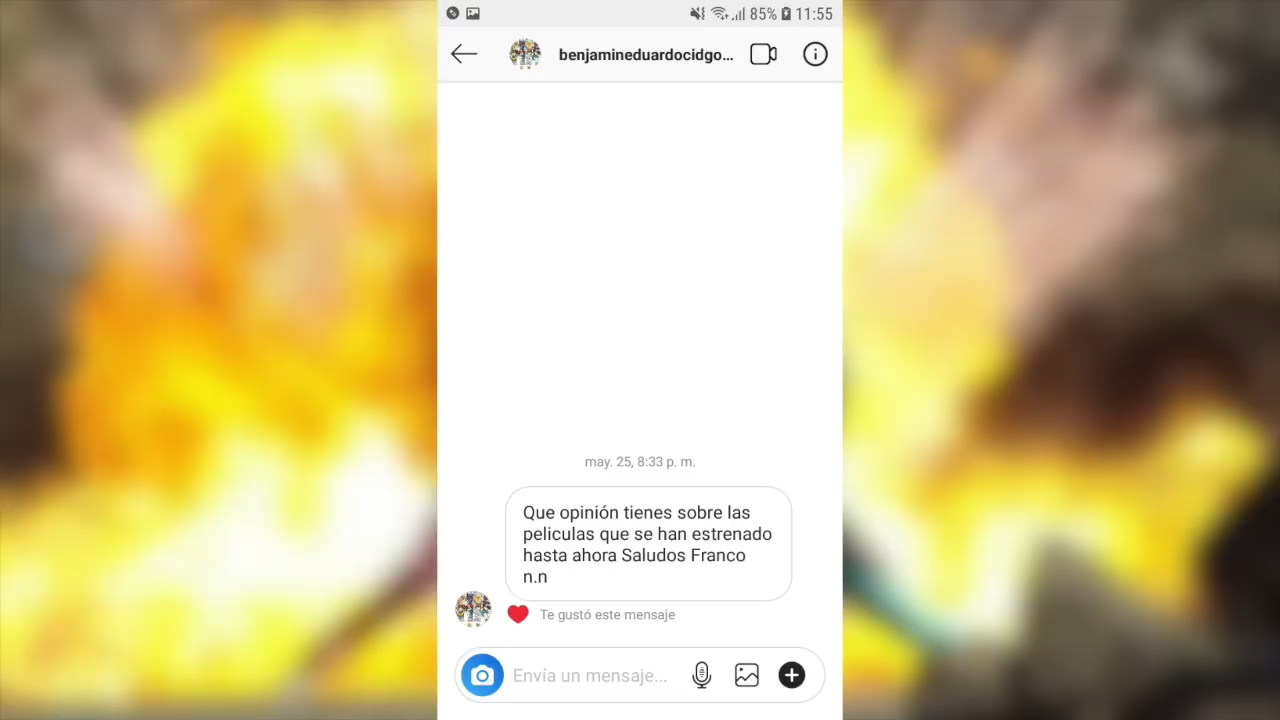 85% 11:55
benjamineduardocidgo...
may. 25, 8:33 p. m.
Que opinión tienes sobre las
peliculas que se han estrenado
hasta ahora Saludos Franco
n.n
Te gustó este mensaje
Envía un mensaje...